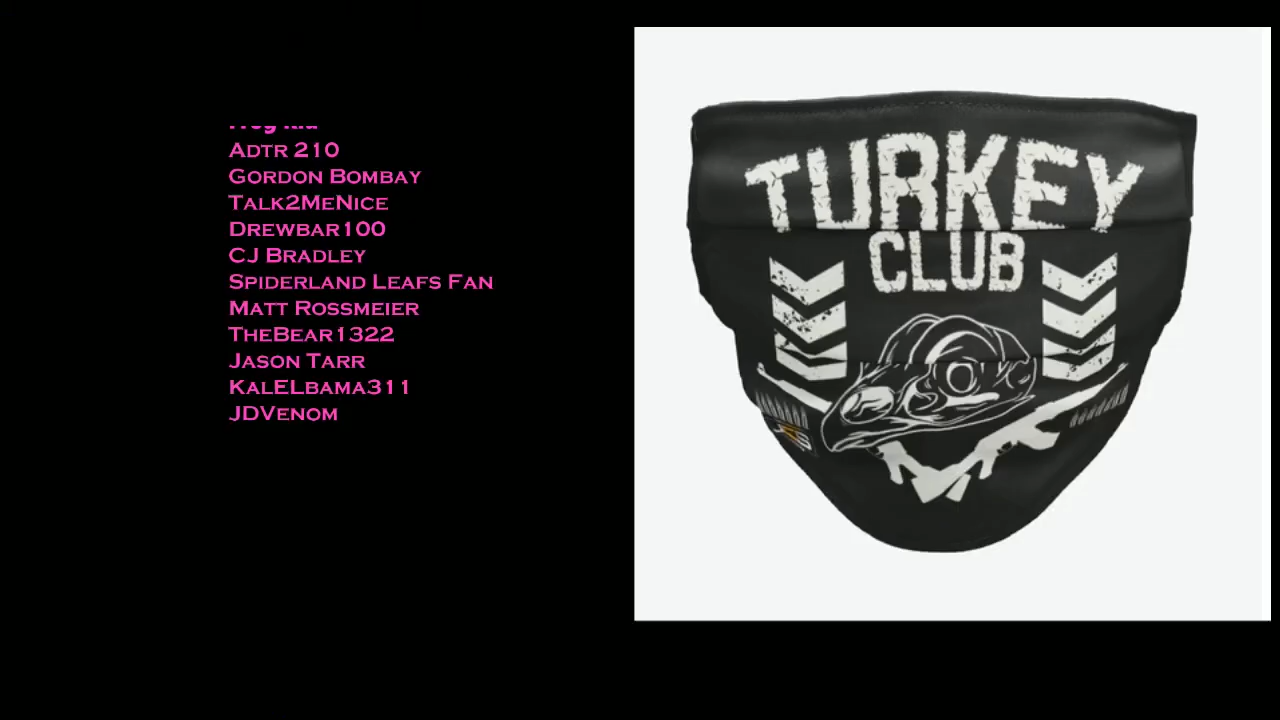 Adtr 210
Gordon Bombay
Talk2MeNice
Drewbar100
CJ Bradley
Spiderland Leafs Fan
Matt Rossmeier
TheBear1322
Jason Tarr
KalELbama311
JDVenom
TURKEY
CLUB